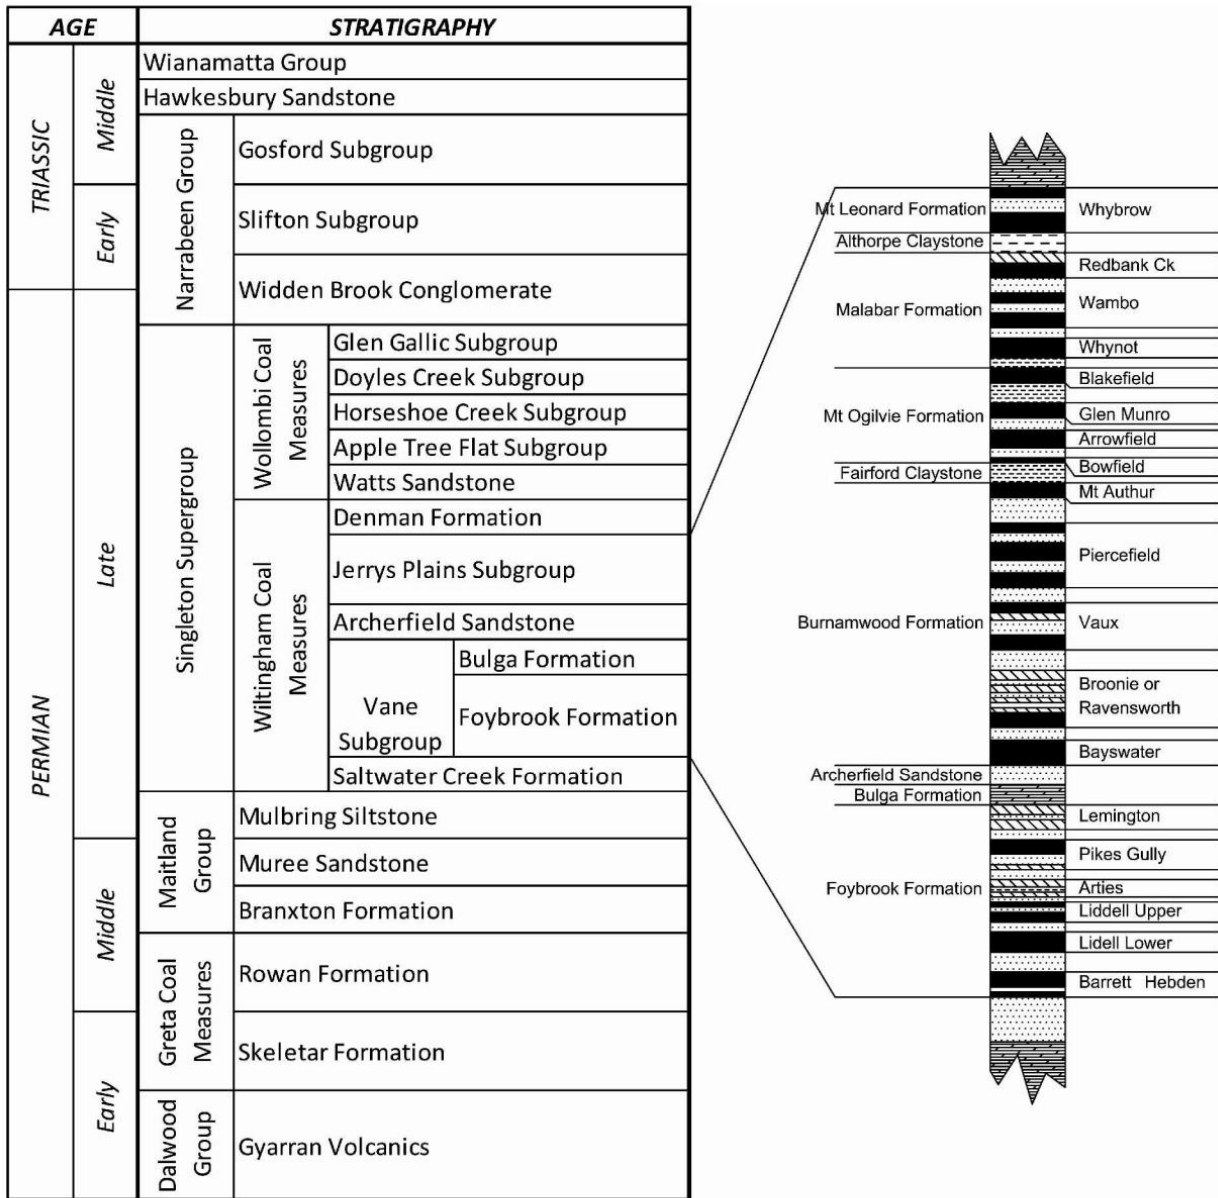 AGE
STRATIGRAPHY
TRIASSIC
Middle
Early
PERMIAN
Late
Middle
Early
Wianamatta Group
Hawkesbury Sandstone
Narrabeen Group
Gosford Subgroup
Slifton Subgroup
Widden Brook Conglomerate
Singleton Supergroup
Wollombi Coal
Measures
Glen Gallic Subgroup
Doyles Creek Subgroup
Horseshoe Creek Subgroup
Apple Tree Flat Subgroup
Watts Sandstone
Wiltingham Coal
Measures
Denman Formation
Jerrys Plains Subgroup
Archerfield Sandstone
Vane
Subgroup
Bulga Formation
Foybrook Formation
Saltwater Creek Formation
Maitland
Group
Mulbring Siltstone
Muree Sandstone
Branxton Formation
Greta Coal
Measures
Rowan Formation
Skeletar Formation
Dalwood
Group
Gyarran Volcanics
Mt Leonard Formation
Althorpe Claystone
Malabar Formation
Mt Ogilvie Formation
Fairford Claystone
Burnamwood Formation
Archerfield Sandstone
Bulga Formation
Foybrook Formation
Whybrow
Redbank Ck
Wambo
Whynot
Blakefield
Glen Munro
Arrowfield
Bowfield
Mt Authur
Piercefield
Vaux
Broonie or
Ravensworth
Bayswater
Lemington
Pikes Gully
Arties
Liddell Upper
Lidell Lower
Barrett Hebden